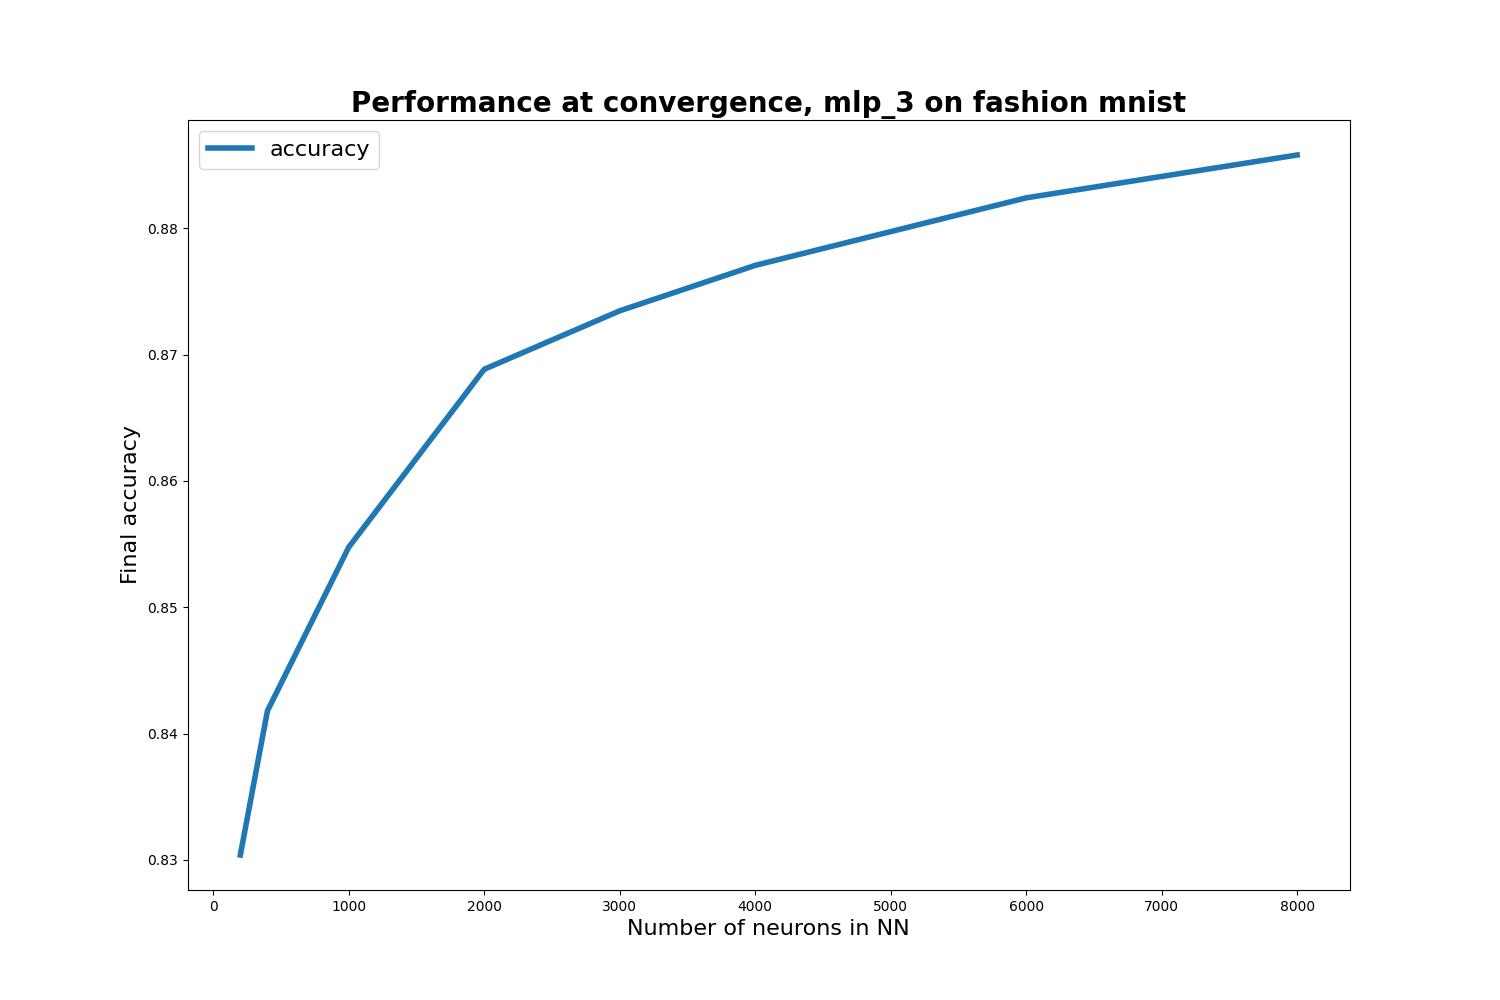 Performance at convergence, mlp_3 on fashion mnist
accuracy
Final accuracy
0.88
0.87
0.86
0.85
0.84
0.83
0 1000 2000 3000 4000 5000 6000 7000 8000
Number of neurons in NN